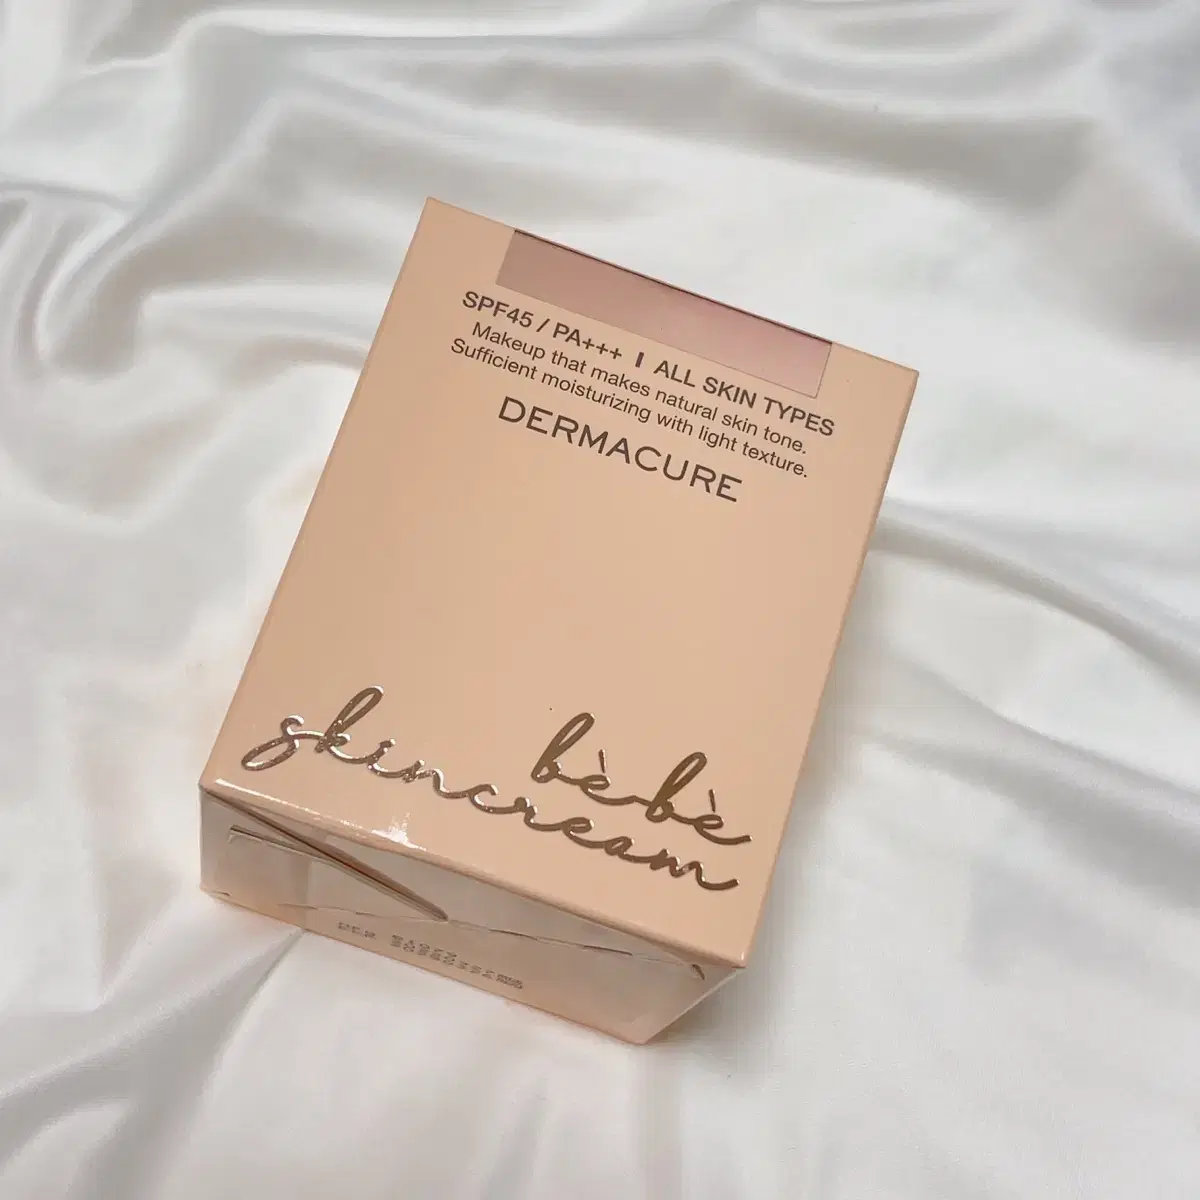 SPF45 / PA+++ I ALL SKIN TYPES
Makeup that makes natural skin tone.
Sufficient moisturizing with light texture.
DERMACURE
bèbè
skincream